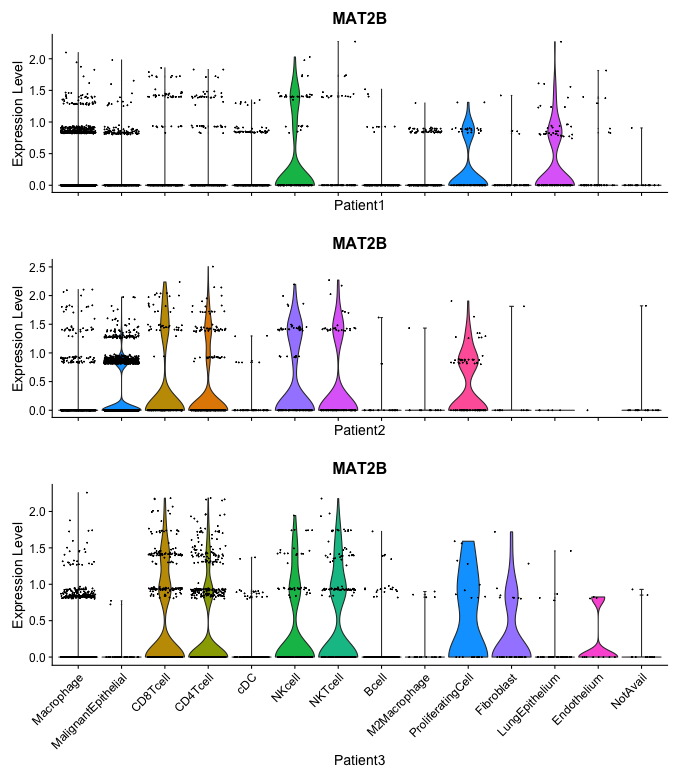 MAT2B
Expression Level
2.0
1.5
1.0
0.5
0.0
Patient1
MAT2B
Expression Level
2.5
2.0
1.5
1.0
0.5
0.0
Patient2
MAT2B
Expression Level
2.0
1.5
1.0
0.5
0.0
Macrophage
MalignantEpithelial
CD8Tcell
CD4Tcell
cDC
NKcell
NKTcell
Bcell
M2Macrophage
ProliferatingCell
Fibroblast
LungEpithelium
Endothelium
NotAvail
Patient3